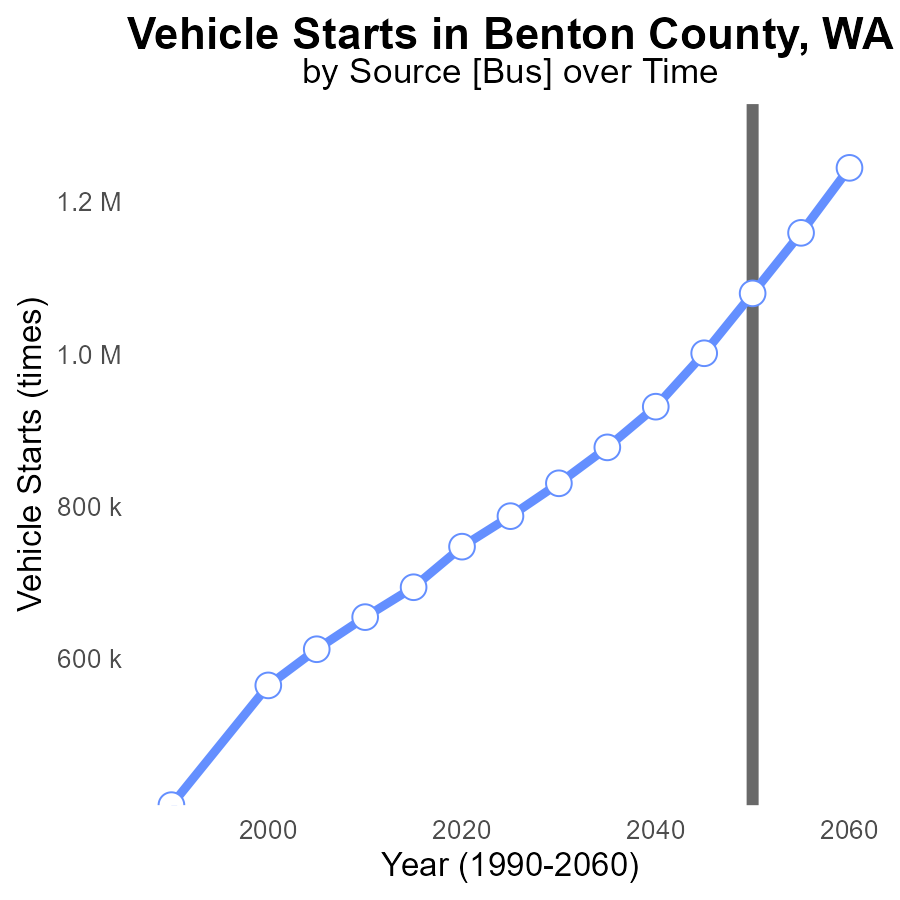 Vehicle Starts in Benton County, WA
by Source [Bus] over Time
Vehicle Starts (times)
1.2 M
1.0 M
800 k
600 k
2000 2020 2040 2060
Year (1990-2060)